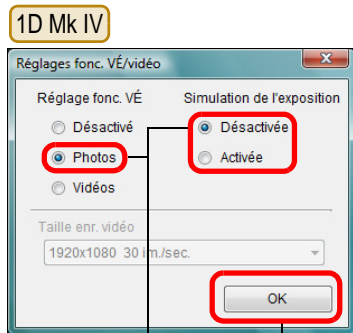 1D Mk IV
Réglages fonc. VÉ/vidéo
Réglage fonc. VÉ
Simulation de l'exposition
Désactivé
Désactivée
Photos
Activée
Vidéos
Taille enr. vidéo
1920x1080 30 im./sec.
OK